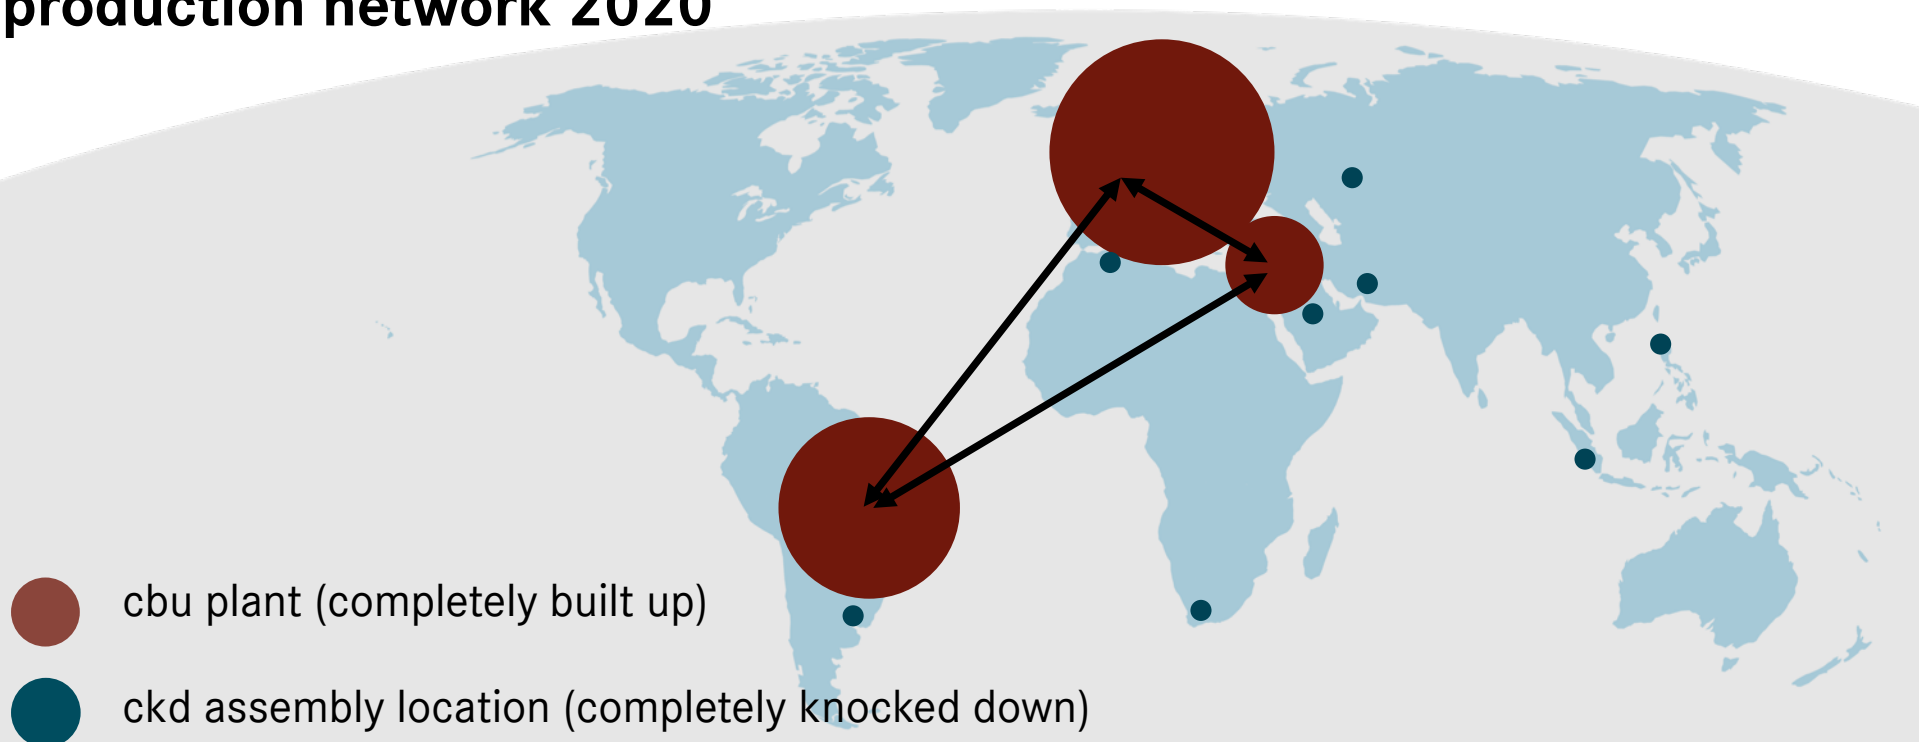 production network 2020
cbu plant (completely built up)
ckd assembly location (completely knocked down)